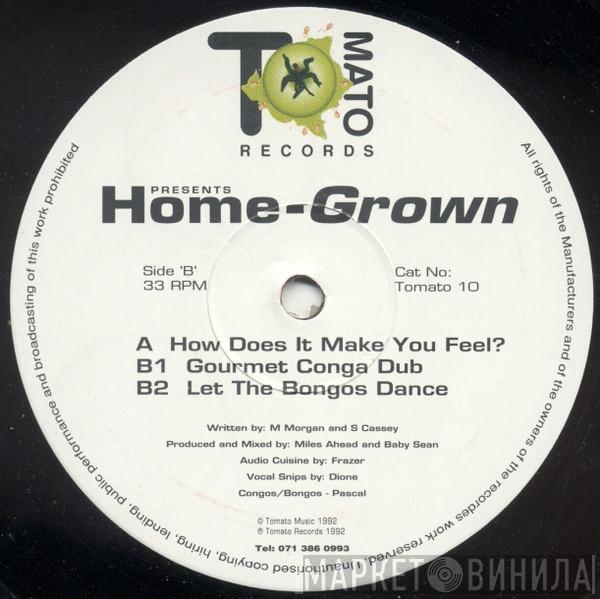 TOMATO
RECORDS
PRESENTS
Home-Grown
Side 'B'
33 RPM
Cat No:
Tomato 10
A How Does It Make You Feel?
B1 Gourmet Conga Dub
B2 Let The Bongos Dance
Written by: M Morgan and S Cassey
Produced and Mixed by: Miles Ahead and Baby Sean
Audio Cuisine by: Frazer
Vocal Snips by: Dione
Congos/Bongos - Pascal
© Tomato Music 1992
℗ Tomato Records 1992
Tel: 071 386 0993
All rights of the Manufacturers and of the owners of the recordes work reserved. Unauthorised copying, hiring, lending, public performance and broadcasting of this work prohibited
МАРКЕТ ВИНИЛА